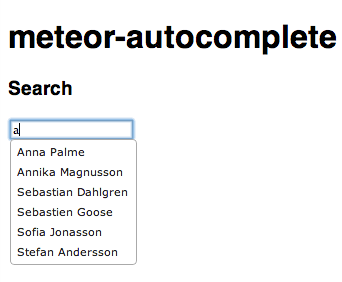 meteor-autocomplete
Search
a
Anna Palme
Annika Magnusson
Sebastian Dahlgren
Sebastien Goose
Sofia Jonasson
Stefan Andersson